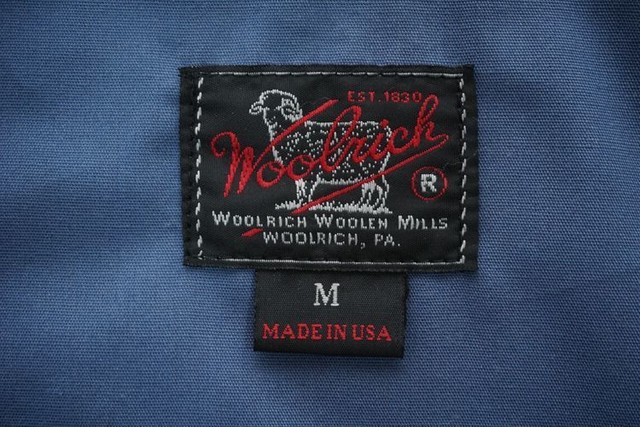 EST. 1830
Woolrich
®
WOOLRICH WOOLEN MILLS
WOOLRICH, PA.
M
MADE IN USA